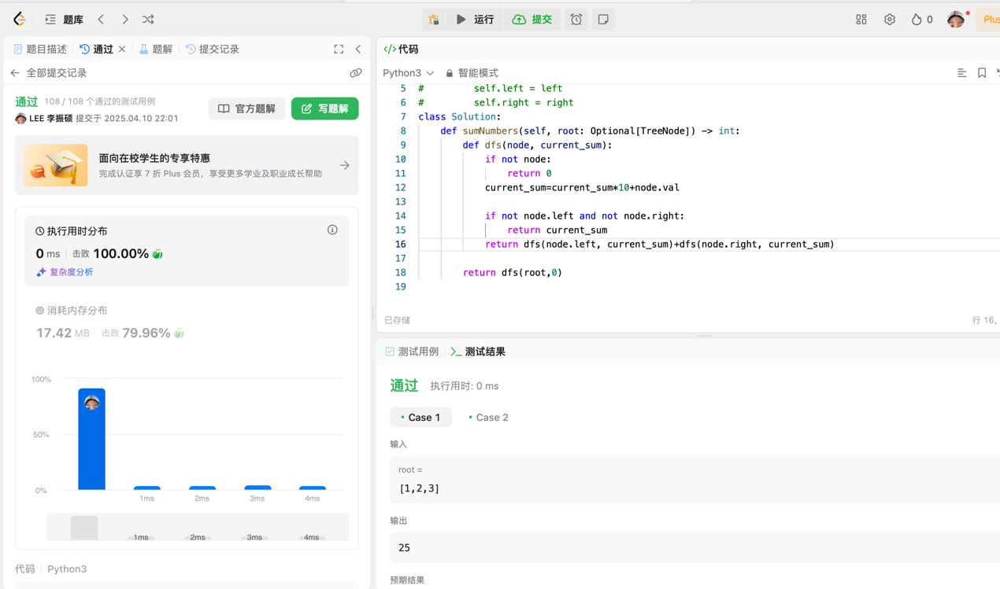 题库
运行
提交
0
Plus
题目描述
通过
题解
提交记录
全部提交记录
通过 108 / 108 个通过的测试用例
LEE 李振硕 提交于 2025.04.10 22:01
官方题解
写题解
面向在校学生的专享特惠
完成认证享 7 折 Plus 会员，享受更多学业及职业成长帮助
执行用时分布
0 ms 击败 100.00%
复杂度分析
消耗内存分布
17.42 MB 击败 79.96%
100%
50%
0%
1ms 2ms 3ms 4ms
1ms 2ms 3ms 4ms
代码 Python3
</>代码
Python3 智能模式
5 #         self.left = left
6 #         self.right = right
7 class Solution:
8     def sumNumbers(self, root: Optional[TreeNode]) -> int:
9         def dfs(node, current_sum):
10             if not node:
11                 return 0
12             current_sum=current_sum*10+node.val
13
14             if not node.left and not node.right:
15                 return current_sum
16             return dfs(node.left, current_sum)+dfs(node.right, current_sum)
17
18         return dfs(root,0)
19
已存储
行 16,
测试用例
测试结果
通过 执行用时: 0 ms
• Case 1
• Case 2
输入
root =
[1,2,3]
输出
25
预期结果